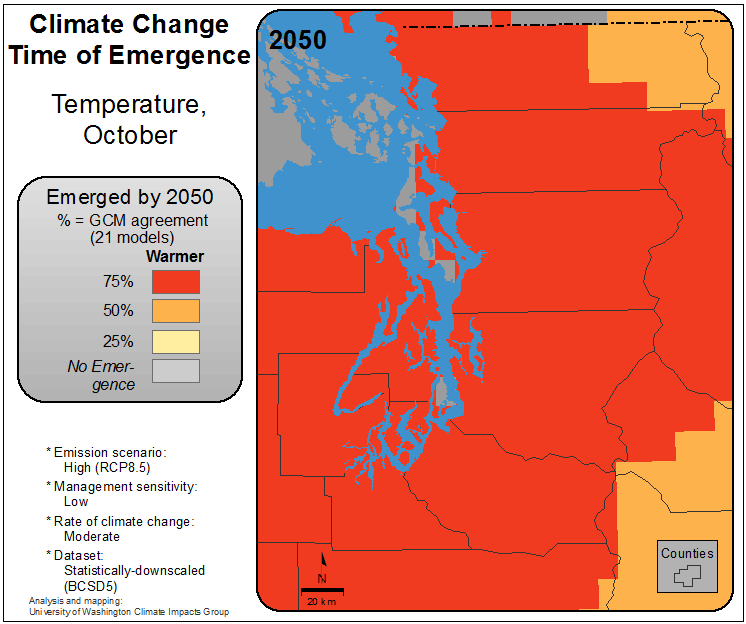 Climate Change
Time of Emergence
Temperature,
October
Emerged by 2050
% = GCM agreement
(21 models)
Warmer
75%
50%
25%
No Emer-
gence
* Emission scenario:
High (RCP8.5)
* Management sensitivity:
Low
* Rate of climate change:
Moderate
* Dataset:
Statistically-downscaled
(BCSD5)
Analysis and mapping:
University of Washington Climate Impacts Group
2050
N
20 km
Counties